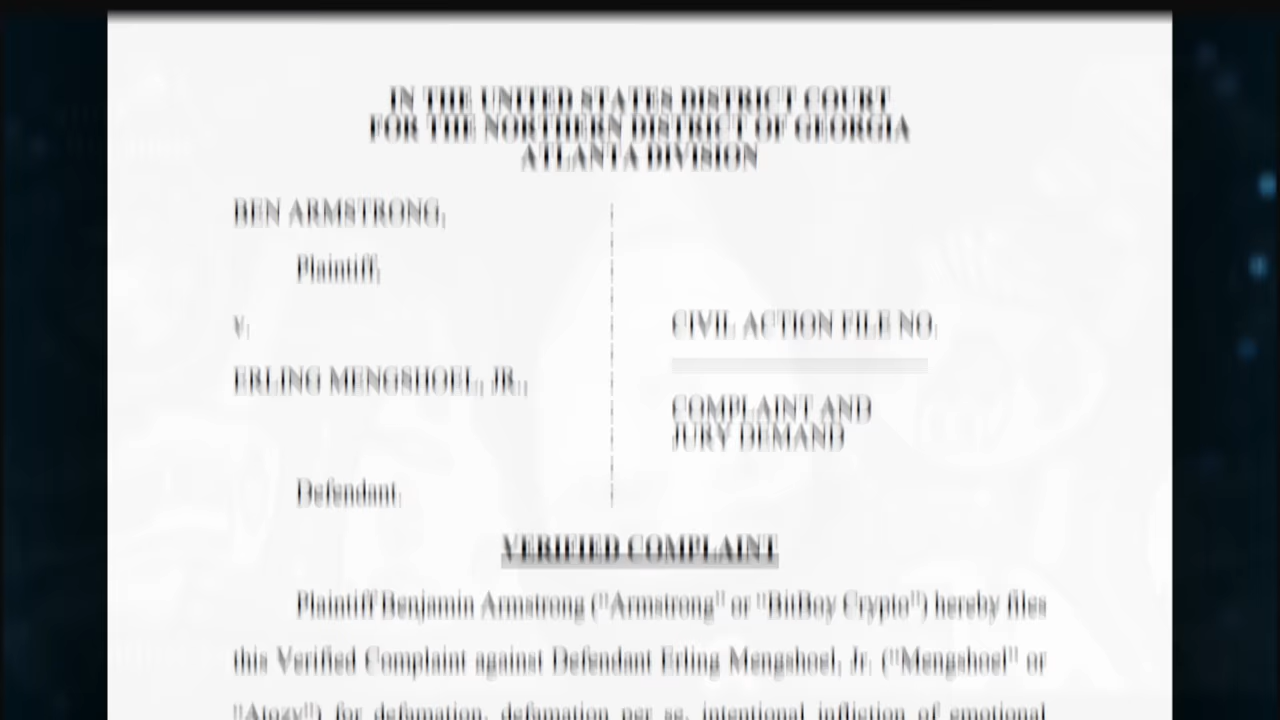 IN THE UNITED STATES DISTRICT COURT
FOR THE NORTHERN DISTRICT OF GEORGIA
ATLANTA DIVISION
BEN ARMSTRONG,
Plaintiff,
v.
ERLING MENGSHOEL, JR.,
Defendant.
CIVIL ACTION FILE NO.
COMPLAINT AND
JURY DEMAND
VERIFIED COMPLAINT
Plaintiff Benjamin Armstrong ("Armstrong" or "BitBoy Crypto") hereby files
this Verified Complaint against Defendant Erling Mengshoel, Jr. ("Mengshoel" or
"Atozy") for defamation, defamation per se, intentional infliction of emotional